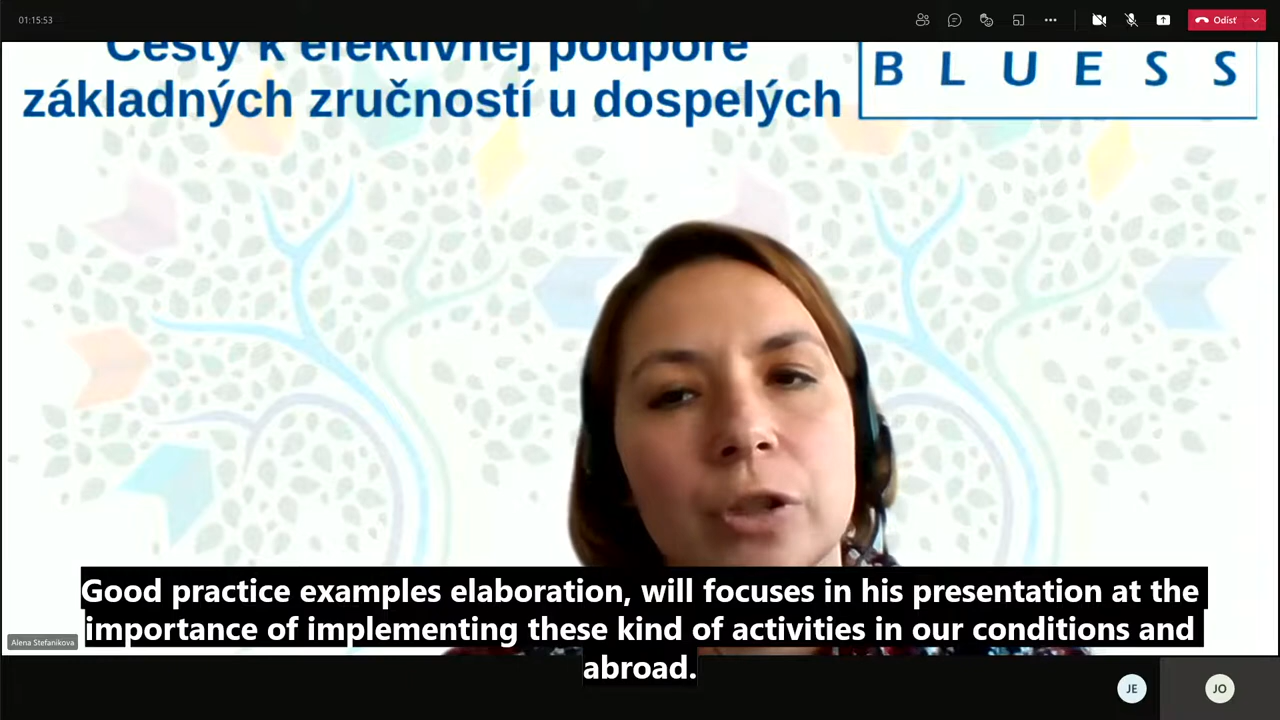 01:15:53
Odísť
Cesty k efektívnej podpore
základných zručností u dospelých
BLUESS
Good practice examples elaboration, will focuses in his presentation at the
importance of implementing these kind of activities in our conditions and
abroad.
Alena Stefanikova
JE
JO